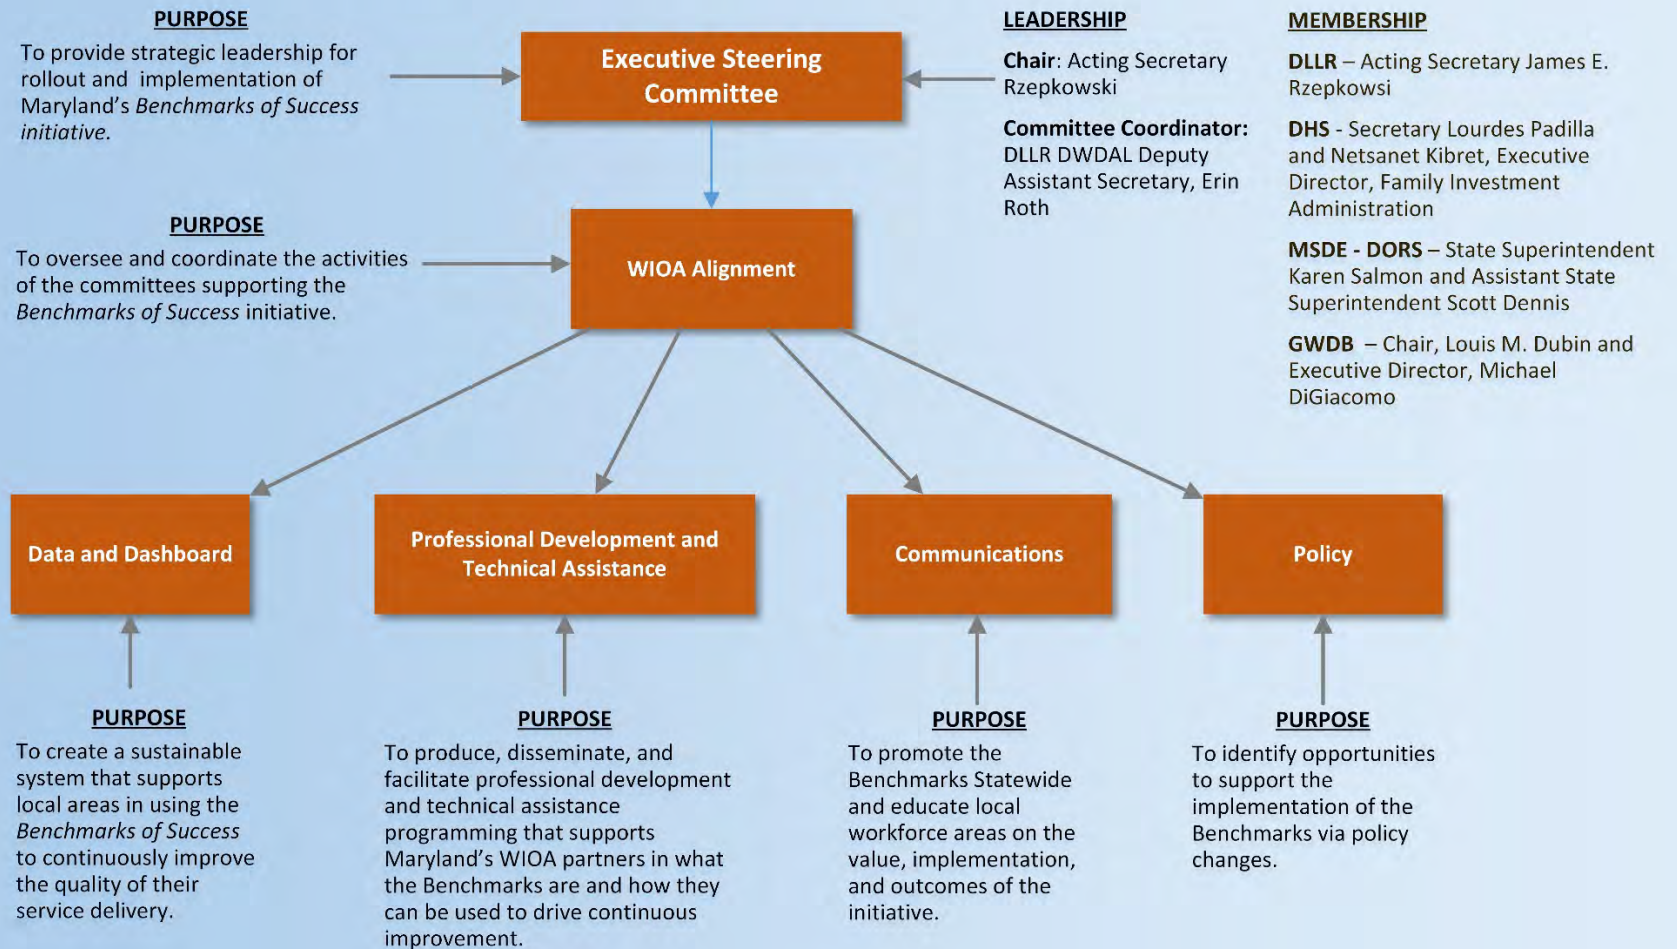 PURPOSE
To provide strategic leadership for
rollout and implementation of
Maryland's Benchmarks of Success
initiative.
Executive Steering
Committee
LEADERSHIP
Chair: Acting Secretary
Rzepkowski
Committee Coordinator:
DLLR DWDAL Deputy
Assistant Secretary, Erin
Roth
MEMBERSHIP
DLLR – Acting Secretary James E.
Rzepkowsi
DHS - Secretary Lourdes Padilla
and Netsanet Kibret, Executive
Director, Family Investment
Administration
MSDE - DORS – State Superintendent
Karen Salmon and Assistant State
Superintendent Scott Dennis
GWDB – Chair, Louis M. Dubin and
Executive Director, Michael
DiGiacomo
PURPOSE
To oversee and coordinate the activities
of the committees supporting the
Benchmarks of Success initiative.
WIOA Alignment
Data and Dashboard
Professional Development and
Technical Assistance
Communications
Policy
PURPOSE
To create a sustainable
system that supports
local areas in using the
Benchmarks of Success
to continuously improve
the quality of their
service delivery.
PURPOSE
To produce, disseminate, and
facilitate professional development
and technical assistance
programming that supports
Maryland's WIOA partners in what
the Benchmarks are and how they
can be used to drive continuous
improvement.
PURPOSE
To promote the
Benchmarks Statewide
and educate local
workforce areas on the
value, implementation,
and outcomes of the
initiative.
PURPOSE
To identify opportunities
to support the
implementation of the
Benchmarks via policy
changes.